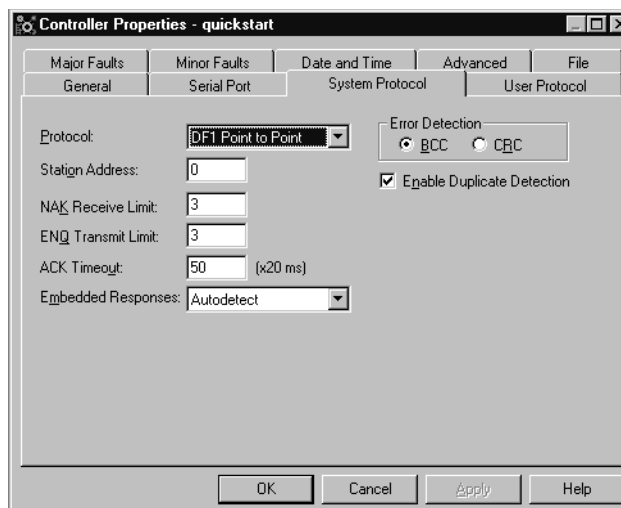 Controller Properties - quickstart
Major Faults Minor Faults Date and Time Advanced File
General Serial Port System Protocol User Protocol
Protocol: DF1 Point to Point
Error Detection
BCC CRC
Station Address: 0
Enable Duplicate Detection
NAK Receive Limit: 3
ENQ Transmit Limit: 3
ACK Timeout: 50 (x20 ms)
Embedded Responses: Autodetect
OK Cancel Apply Help